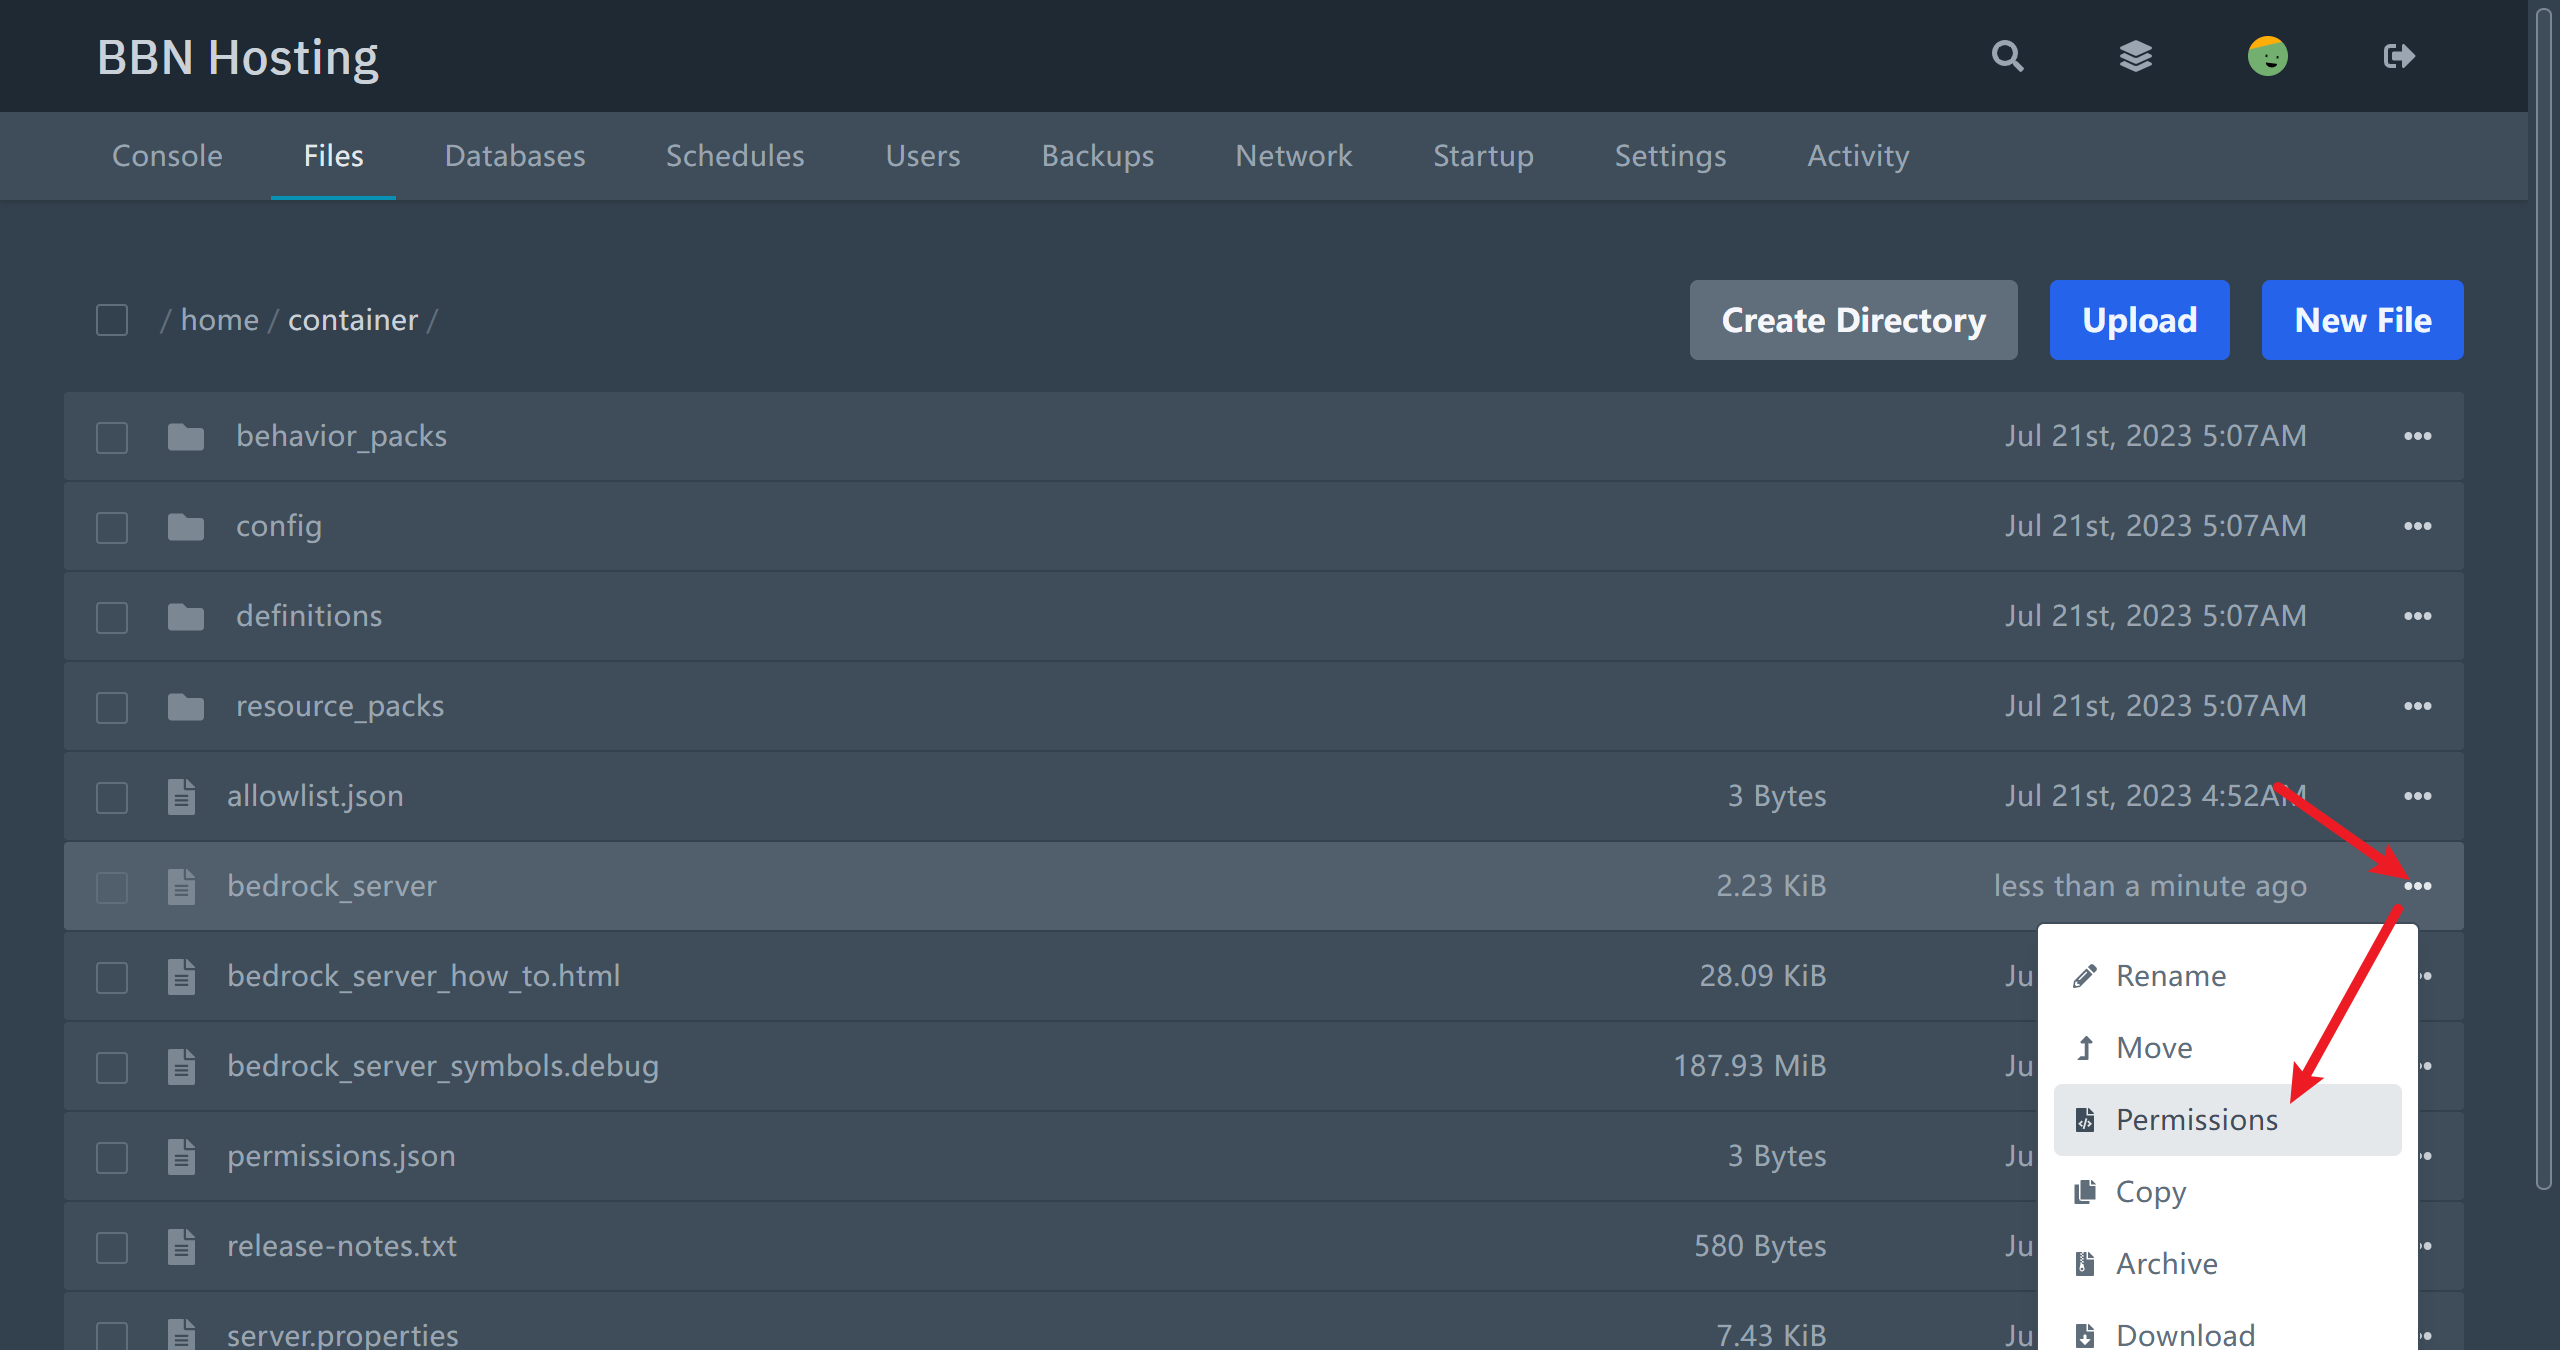 BBN Hosting
Console Files Databases Schedules Users Backups Network Startup Settings Activity
/ home / container /
Create Directory Upload New File
behavior_packs Jul 21st, 2023 5:07AM
config Jul 21st, 2023 5:07AM
definitions Jul 21st, 2023 5:07AM
resource_packs Jul 21st, 2023 5:07AM
allowlist.json 3 Bytes Jul 21st, 2023 4:52AM
bedrock_server 2.23 KiB less than a minute ago
bedrock_server_how_to.html 28.09 KiB Ju
Rename
Move
bedrock_server_symbols.debug 187.93 MiB Ju
Permissions
permissions.json 3 Bytes Ju
Copy
release-notes.txt 580 Bytes Ju
Archive
server.properties 7.43 KiB Ju
Download